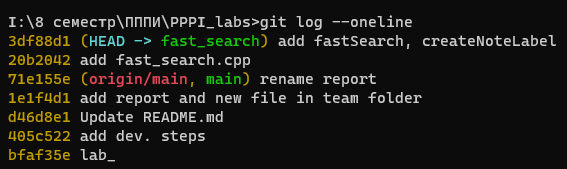 I:\8 семестр\ПППИ\PPPI_labs>git log --oneline
3df88d1 (HEAD -> fast_search) add fastSearch, createNoteLabel
20b2042 add fast_search.cpp
71e155e (origin/main, main) rename report
1e1f4d1 add report and new file in team folder
d46d8e1 Update README.md
405c522 add dev. steps
bfaf35e lab_